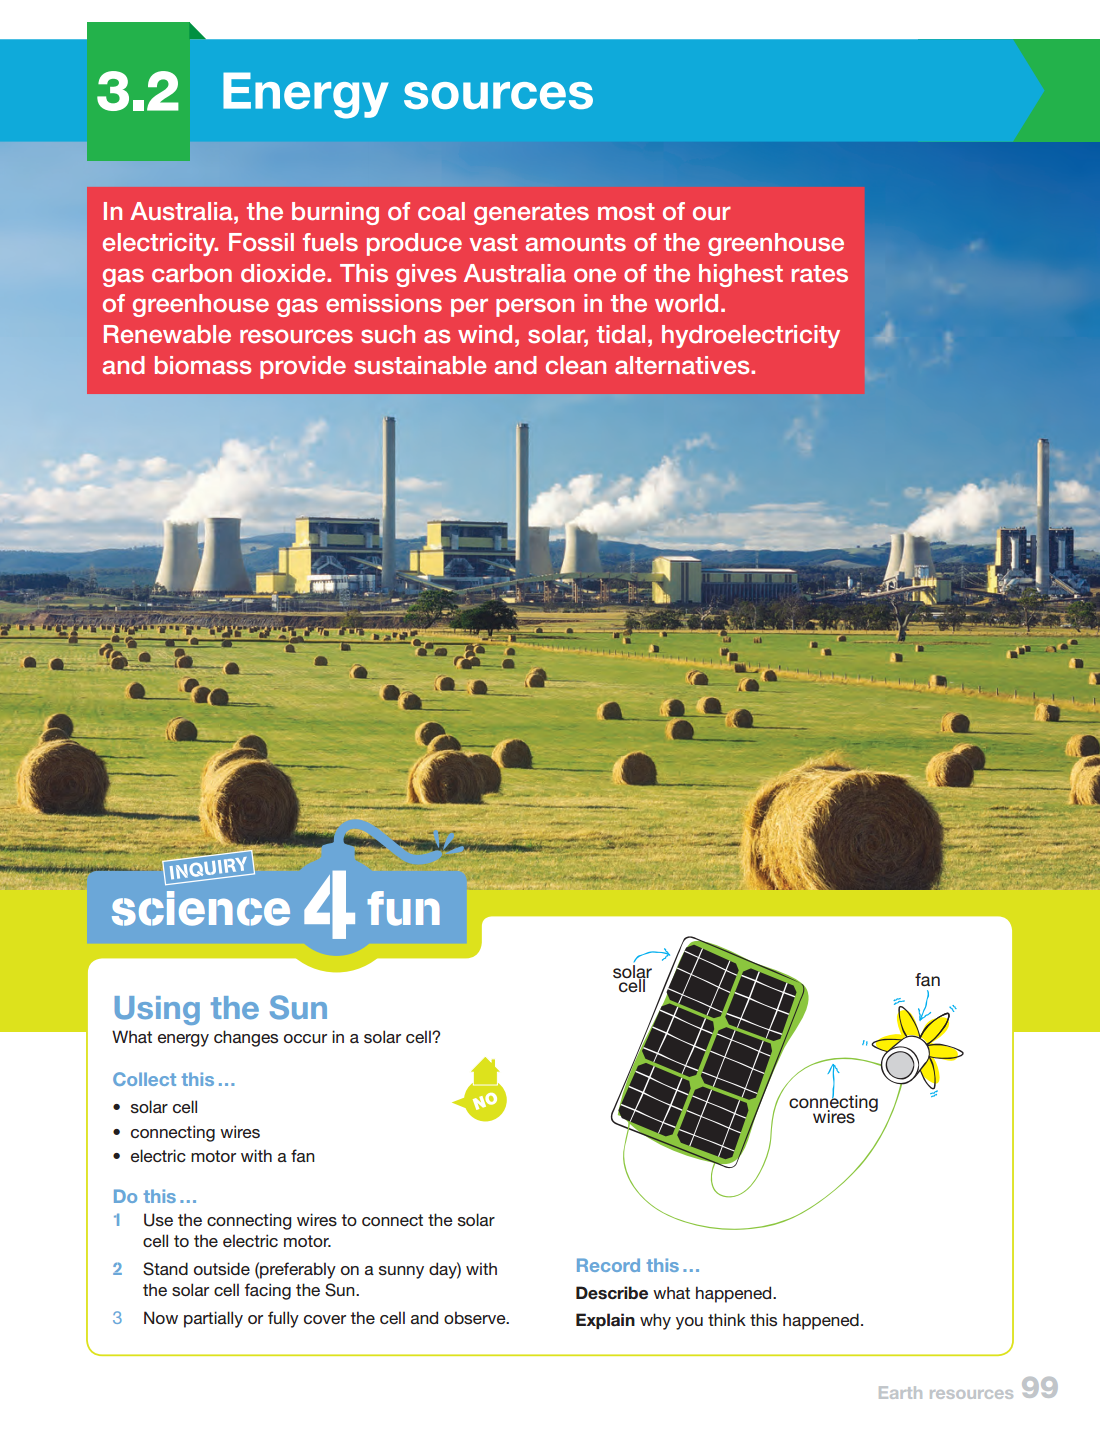 3.2
Energy sources
In Australia, the burning of coal generates most of our
electricity. Fossil fuels produce vast amounts of the greenhouse
gas carbon dioxide. This gives Australia one of the highest rates
of greenhouse gas emissions per person in the world.
Renewable resources such as wind, solar, tidal, hydroelectricity
and biomass provide sustainable and clean alternatives.
INQUIRY
science 4 fun
Using the Sun
What energy changes occur in a solar cell?
Collect this...
• solar cell
• connecting wires
• electric motor with a fan
NO
Do this...
1 Use the connecting wires to connect the solar
cell to the electric motor.
2 Stand outside (preferably on a sunny day) with
the solar cell facing the Sun.
3 Now partially or fully cover the cell and observe.
solar
cell
fan
connecting
wires
Record this...
Describe what happened.
Explain why you think this happened.
Earth resources 99